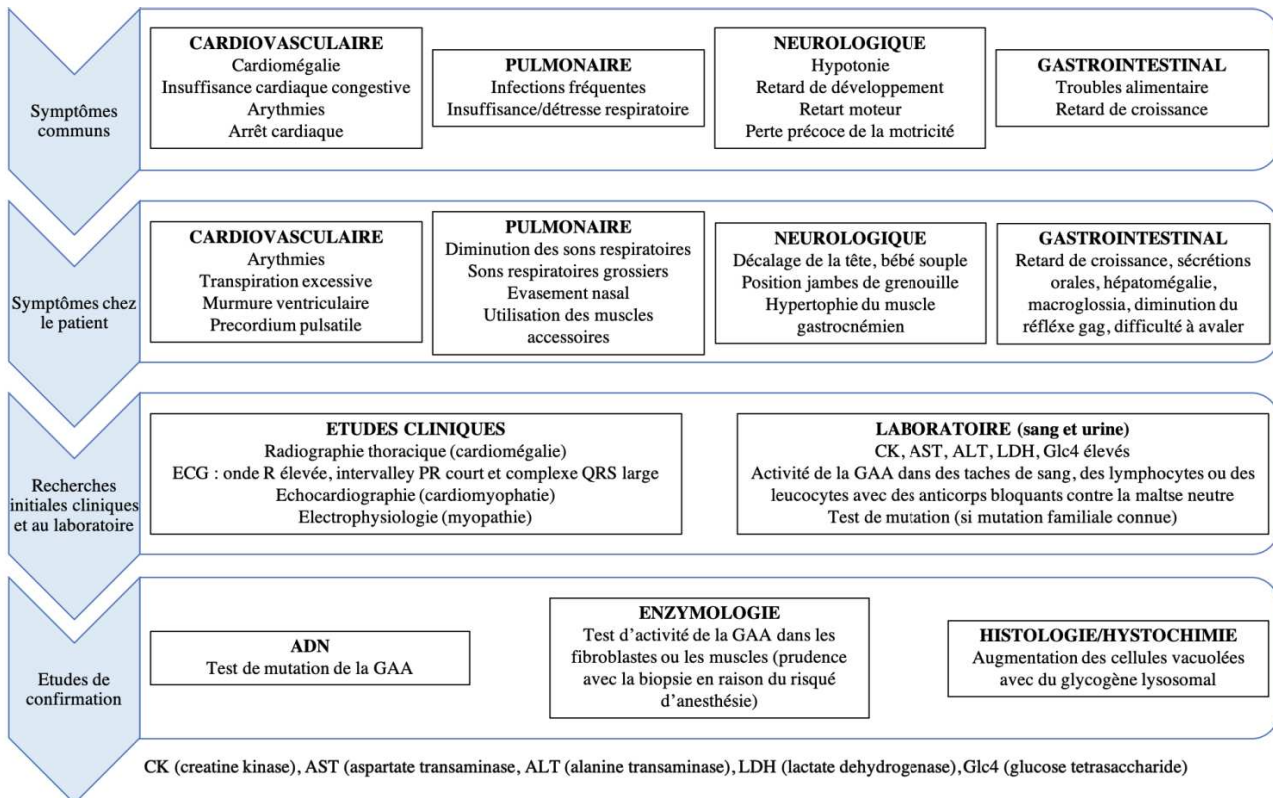 Symptômes
communs
CARDIOVASCULAIRE
Cardiomégalie
Insuffisance cardiaque congestive
Arythmies
Arrêt cardiaque
PULMONAIRE
Infections fréquentes
Insuffisance/détresse respiratoire
NEUROLOGIQUE
Hypotonie
Retard de développement
Retart moteur
Perte précoce de la motricité
GASTROINTESTINAL
Troubles alimentaire
Retard de croissance
Symptômes chez
le patient
CARDIOVASCULAIRE
Arythmies
Transpiration excessive
Murmure ventriculaire
Precordium pulsatile
PULMONAIRE
Diminution des sons respiratoires
Sons respiratoires grossiers
Evasement nasal
Utilisation des muscles
accessoires
NEUROLOGIQUE
Décalage de la tête, bébé souple
Position jambes de grenouille
Hypertophie du muscle
gastrocnémien
GASTROINTESTINAL
Retard de croissance, sécrétions
orales, hépatomégalie,
macroglossia, diminution du
réfléxe gag, difficulté à avaler
Recherches
initiales cliniques
et au laboratoire
ETUDES CLINIQUES
Radiographie thoracique (cardiomégalie)
ECG : onde R élevée, intervalley PR court et complexe QRS large
Echocardiographie (cardiomyophatie)
Electrophysiologie (myopathie)
LABORATOIRE (sang et urine)
CK, AST, ALT, LDH, Glc4 élevés
Activité de la GAA dans des taches de sang, des lymphocytes ou des
leucocytes avec des anticorps bloquants contre la maltse neutre
Test de mutation (si mutation familiale connue)
Etudes de
confirmation
ADN
Test de mutation de la GAA
ENZYMOLOGIE
Test d'activité de la GAA dans les
fibroblastes ou les muscles (prudence
avec la biopsie en raison du risqué
d'anesthésie)
HISTOLOGIE/HYSTOCHIMIE
Augmentation des cellules vacuolées
avec du glycogène lysosomal
CK (creatine kinase), AST (aspartate transaminase, ALT (alanine transaminase), LDH (lactate dehydrogenase), Glc4 (glucose tetrasaccharide)